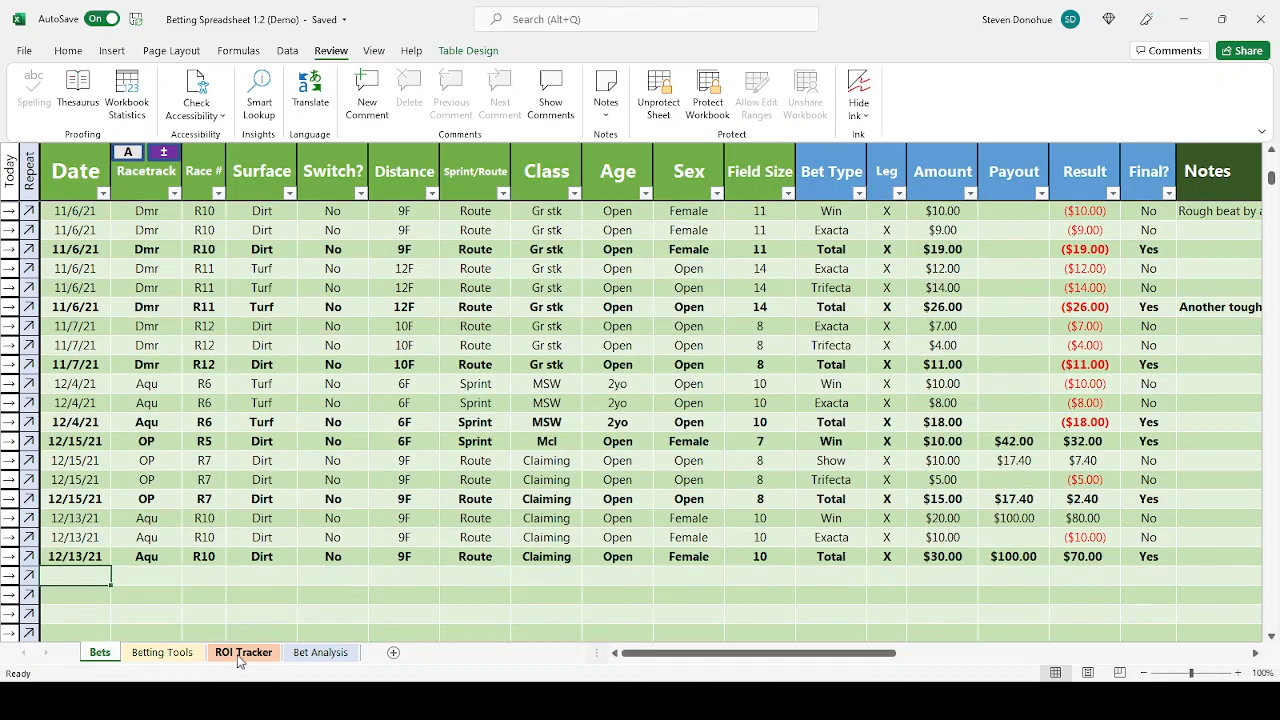 AutoSave On Betting Spreadsheet 1.2 (Demo) - Saved Search (Alt+Q) Steven Donohue SD
File Home Insert Page Layout Formulas Data Review View Help Table Design Comments Share
abc Spelling Thesaurus Workbook Statistics Check Accessibility Smart Lookup Translate New Comment Delete Previous Comment Next Comment Show Comments Notes Unprotect Sheet Protect Workbook Allow Edit Ranges Unshare Workbook Hide Ink
Proofing Accessibility Insights Language Comments Notes Protect Ink
Today Repeat Date A ± Racetrack Race # Surface Switch? Distance Sprint/Route Class Age Sex Field Size Bet Type Leg Amount Payout Result Final? Notes
11/6/21 Dmr R10 Dirt No 9F Route Gr stk Open Female 11 Win X $10.00 ($10.00) No Rough beat by
11/6/21 Dmr R10 Dirt No 9F Route Gr stk Open Female 11 Exacta X $9.00 ($9.00) No
11/6/21 Dmr R10 Dirt No 9F Route Gr stk Open Female 11 Total X $19.00 ($19.00) Yes
11/6/21 Dmr R11 Turf No 12F Route Gr stk Open Open 14 Exacta X $12.00 ($12.00) No
11/6/21 Dmr R11 Turf No 12F Route Gr stk Open Open 14 Trifecta X $14.00 ($14.00) No
11/6/21 Dmr R11 Turf No 12F Route Gr stk Open Open 14 Total X $26.00 ($26.00) Yes Another tough
11/7/21 Dmr R12 Dirt No 10F Route Gr stk Open Open 8 Exacta X $7.00 ($7.00) No
11/7/21 Dmr R12 Dirt No 10F Route Gr stk Open Open 8 Trifecta X $4.00 ($4.00) No
11/7/21 Dmr R12 Dirt No 10F Route Gr stk Open Open 8 Total X $11.00 ($11.00) Yes
12/4/21 Aqu R6 Turf No 6F Sprint MSW 2yo Open 10 Win X $10.00 ($10.00) No
12/4/21 Aqu R6 Turf No 6F Sprint MSW 2yo Open 10 Exacta X $8.00 ($8.00) No
12/4/21 Aqu R6 Turf No 6F Sprint MSW 2yo Open 10 Total X $18.00 ($18.00) Yes
12/15/21 OP R5 Dirt No 6F Sprint Mcl Open Female 7 Win X $10.00 $42.00 $32.00 Yes
12/15/21 OP R7 Dirt No 9F Route Claiming Open Open 8 Show X $10.00 $17.40 $7.40 No
12/15/21 OP R7 Dirt No 9F Route Claiming Open Open 8 Trifecta X $5.00 ($5.00) No
12/15/21 OP R7 Dirt No 9F Route Claiming Open Open 8 Total X $15.00 $17.40 $2.40 Yes
12/13/21 Aqu R10 Dirt No 9F Route Claiming Open Female 10 Win X $20.00 $100.00 $80.00 No
12/13/21 Aqu R10 Dirt No 9F Route Claiming Open Female 10 Exacta X $10.00 ($10.00) No
12/13/21 Aqu R10 Dirt No 9F Route Claiming Open Female 10 Total X $30.00 $100.00 $70.00 Yes
Bets Betting Tools ROI Tracker Bet Analysis
Ready 100%